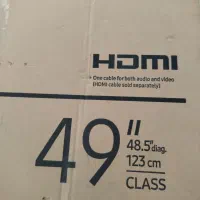 HDMI
One cable for both audio and video
(HDMI cable sold separately)
49"
48.5"diag.
123 cm
CLASS